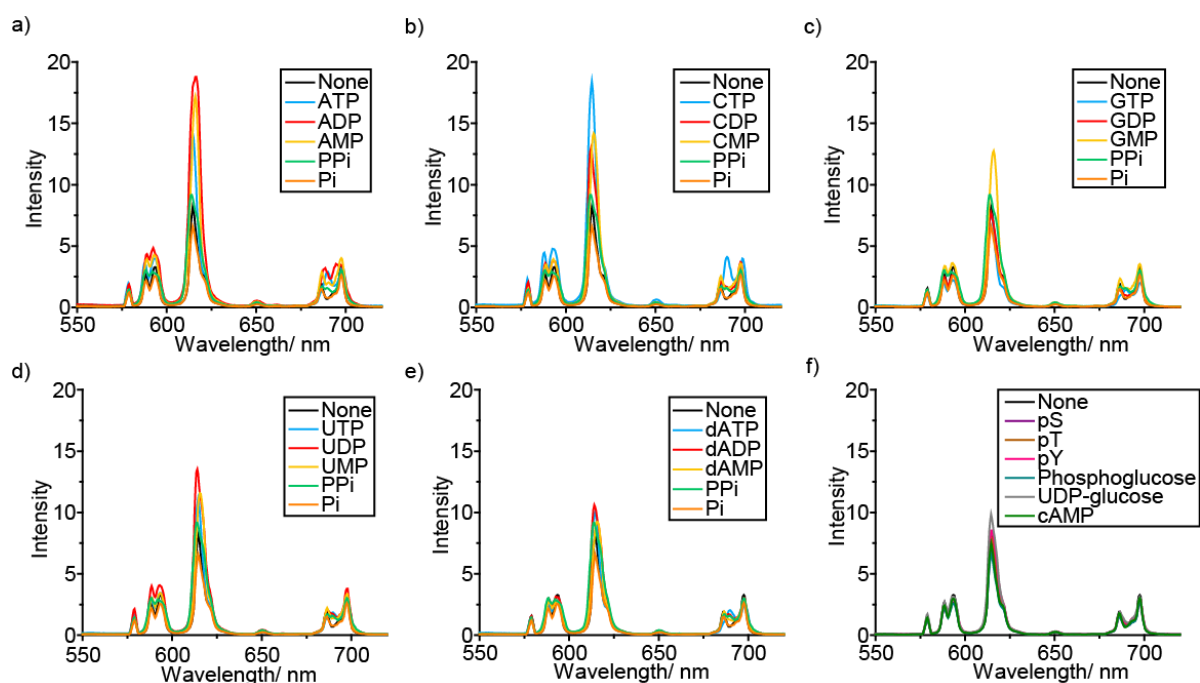 a)
Intensity
20
15
10
5
0
550
600
650
700
Wavelength/ nm
None
ATP
ADP
AMP
PPi
Pi
b)
Intensity
20
15
10
5
0
550
600
650
700
Wavelength/ nm
None
CTP
CDP
CMP
PPi
Pi
c)
Intensity
20
15
10
5
0
550
600
650
700
Wavelength/ nm
None
GTP
GDP
GMP
PPi
Pi
d)
Intensity
20
15
10
5
0
550
600
650
700
Wavelength/ nm
None
UTP
UDP
UMP
PPi
Pi
e)
Intensity
20
15
10
5
0
550
600
650
700
Wavelength/ nm
None
dATP
dADP
dAMP
PPi
Pi
f)
Intensity
20
15
10
5
0
550
600
650
700
Wavelength/ nm
None
pS
pT
pY
Phosphoglucose
UDP-glucose
cAMP